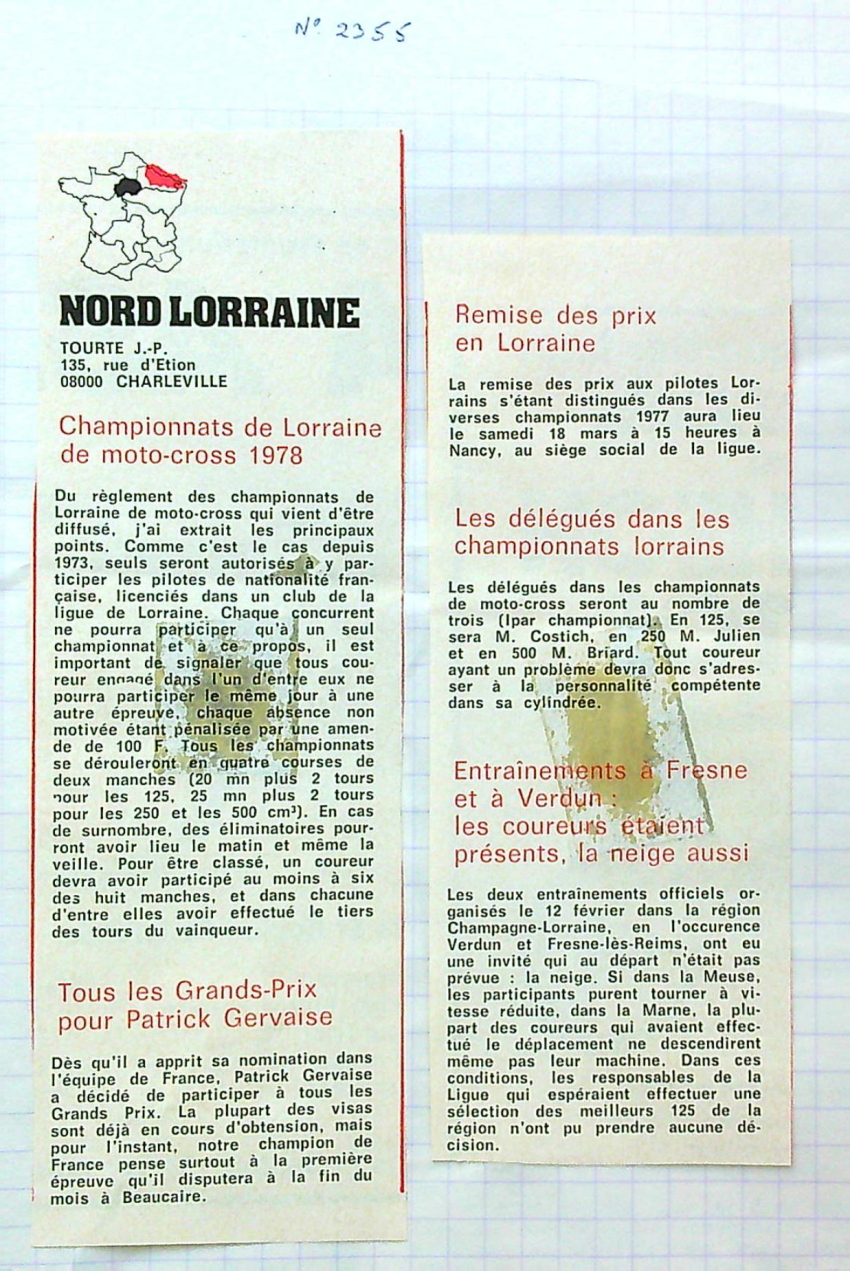 N° 2355
NORD LORRAINE
TOURTE J.-P.
135, rue d'Etion
08000 CHARLEVILLE
Championnats de Lorraine
de moto-cross 1978
Du règlement des championnats de
Lorraine de moto-cross qui vient d'être
diffusé, j'ai extrait les principaux
points. Comme c'est le cas depuis
1973, seuls seront autorisés à y par-
ticiper les pilotes de nationalité fran-
çaise, licenciés dans un club de la
ligue de Lorraine. Chaque concurrent
ne pourra participer qu'à un seul
championnat et à ce propos, il est
important de signaler que tous cou-
reur engagé dans l'un d'entre eux ne
pourra participer le même jour à une
autre épreuve, chaque absence non
motivée étant pénalisée par une amen-
de de 100 F. Tous les championnats
se dérouleront en quatre courses de
deux manches (20 mn plus 2 tours
pour les 125, 25 mn plus 2 tours
pour les 250 et les 500 cm³). En cas
de surnombre, des éliminatoires pour-
ront avoir lieu le matin et même la
veille. Pour être classé, un coureur
devra avoir participé au moins à six
des huit manches, et dans chacune
d'entre elles avoir effectué le tiers
des tours du vainqueur.
Tous les Grands-Prix
pour Patrick Gervaise
Dès qu'il a apprit sa nomination dans
l'équipe de France, Patrick Gervaise
a décidé de participer à tous les
Grands Prix. La plupart des visas
sont déjà en cours d'obtension, mais
pour l'instant, notre champion de
France pense surtout à la première
épreuve qu'il disputera à la fin du
mois à Beaucaire.
Remise des prix
en Lorraine
La remise des prix aux pilotes Lor-
rains s'étant distingués dans les di-
verses championnats 1977 aura lieu
le samedi 18 mars à 15 heures à
Nancy, au siège social de la ligue.
Les délégués dans les
championnats lorrains
Les délégués dans les championnats
de moto-cross seront au nombre de
trois (Ipar championnat). En 125, se
sera M. Costich, en 250 M. Julien
et en 500 M. Briard. Tout coureur
ayant un problème devra donc s'adres-
ser à la personnalité compétente
dans sa cylindrée.
Entraînements à Fresne
et à Verdun :
les coureurs étaient
présents, la neige aussi
Les deux entraînements officiels or-
ganisés le 12 février dans la région
Champagne-Lorraine, en l'occurence
Verdun et Fresne-lès-Reims, ont eu
une invité qui au départ n'était pas
prévue : la neige. Si dans la Meuse,
les participants purent tourner à vi-
tesse réduite, dans la Marne, la plu-
part des coureurs qui avaient effec-
tué le déplacement ne descendirent
même pas leur machine. Dans ces
conditions, les responsables de la
Ligue qui espéraient effectuer une
sélection des meilleurs 125 de la
région n'ont pu prendre aucune dé-
cision.